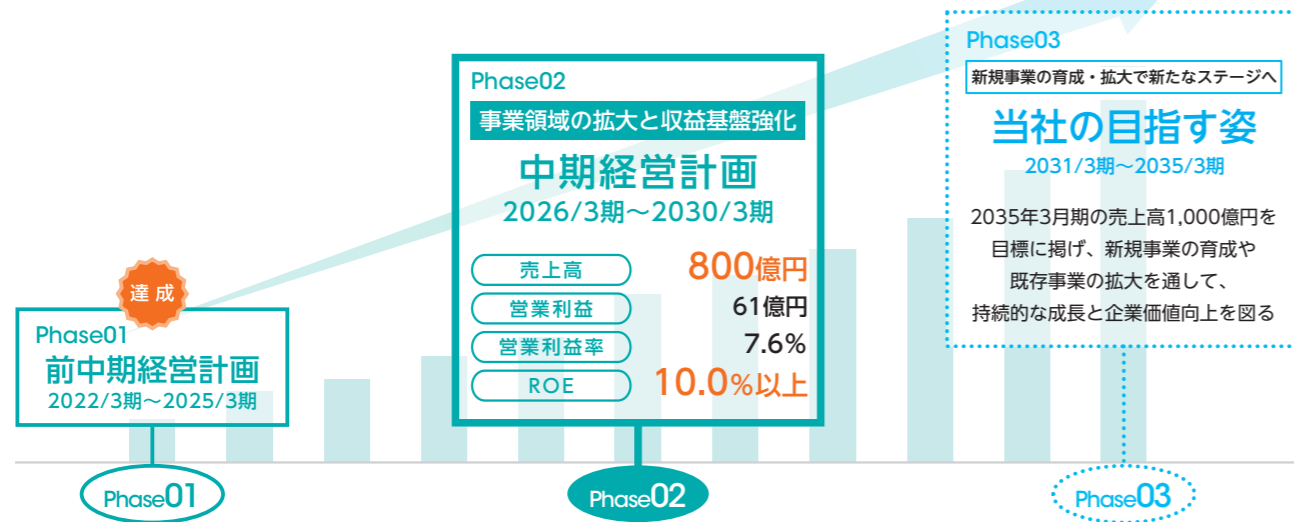 達成
Phase01
前中期経営計画
2022/3期～2025/3期
Phase01
Phase02
事業領域の拡大と収益基盤強化
中期経営計画
2026/3期～2030/3期
売上高 800億円
営業利益 61億円
営業利益率 7.6%
ROE 10.0%以上
Phase02
Phase03
新規事業の育成・拡大で新たなステージへ
当社の目指す姿
2031/3期～2035/3期
2035年3月期の売上高1,000億円を
目標に掲げ、新規事業の育成や
既存事業の拡大を通して、
持続的な成長と企業価値向上を図る
Phase03